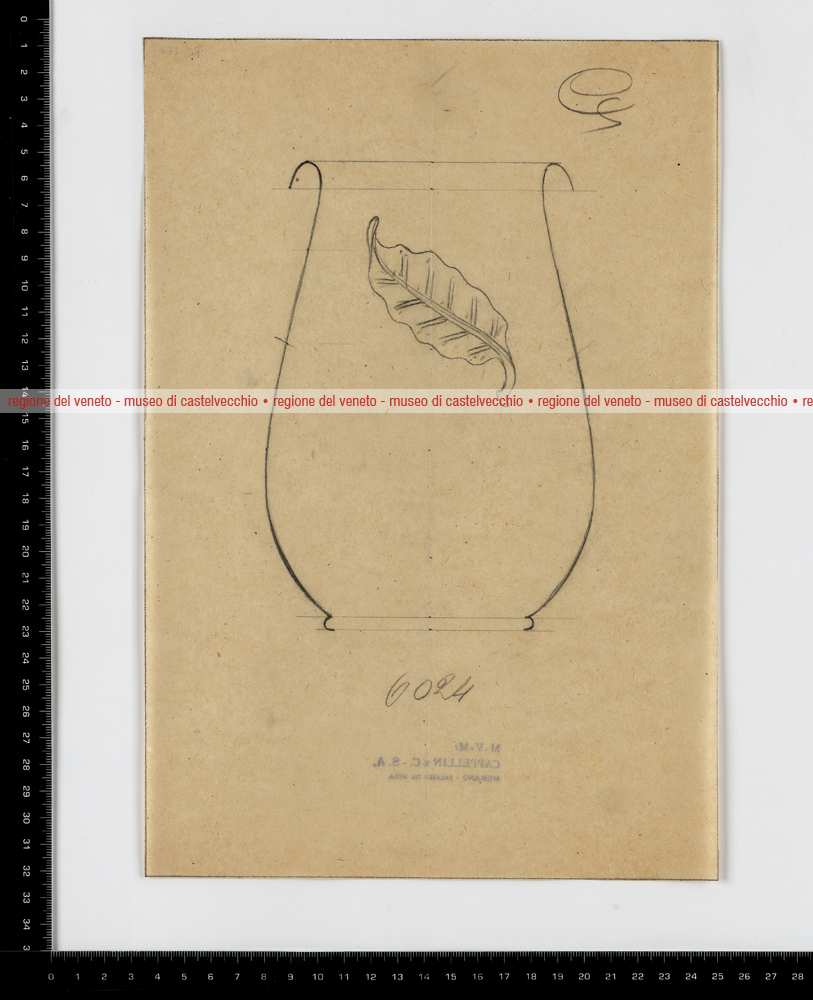 regione del veneto - museo di castelvecchio • regione del veneto - museo di castelvecchio • regione del veneto - museo di castelvecchio • re
6024
M.V.M.
CAPPELLIN e C. - S. A.
MURANO - PALAZZO DA MULA
0 1 2 3 4 5 6 7 8 9 10 11 12 13 14 15 16 17 18 19 20 21 22 23 24 25 26 27 28 29 30 31 32 33 34 3
0 1 2 3 4 5 6 7 8 9 10 11 12 13 14 15 16 17 18 19 20 21 22 23 24 25 26 27 28